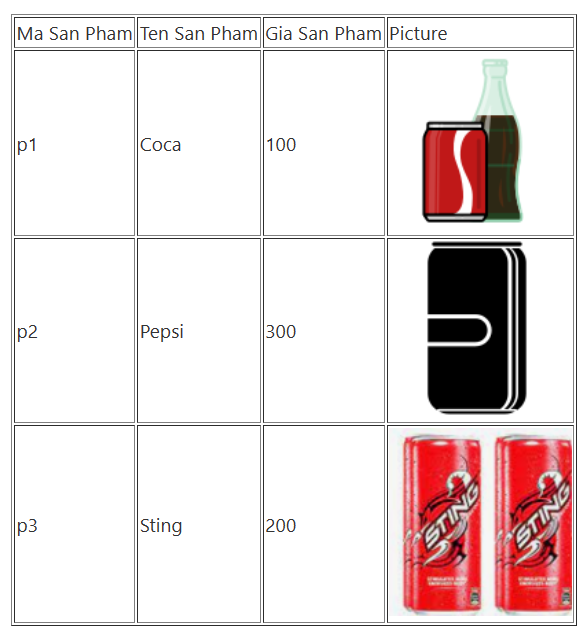 Ma San Pham Ten San Pham Gia San Pham Picture
p1 Coca 100
p2 Pepsi 300
p3 Sting 200
STING STING